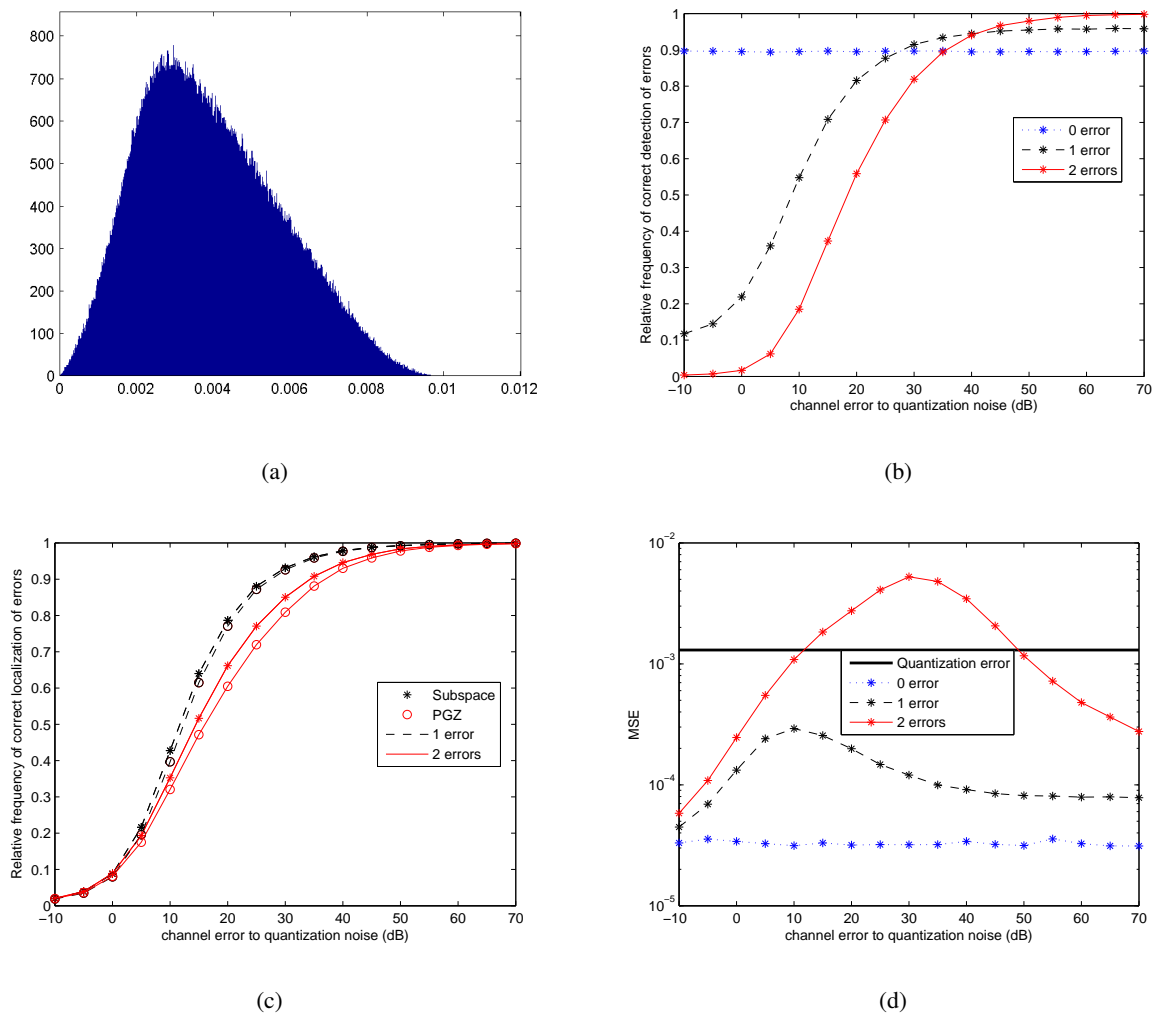 800
700
600
500
400
300
200
100
0
0 0.002 0.004 0.006 0.008 0.01 0.012
(a)
Relative frequency of correct detection of errors
1
0.9
0.8
0.7
0.6
0.5
0.4
0.3
0.2
0.1
0
0 error
1 error
2 errors
−10 0 10 20 30 40 50 60 70
channel error to quantization noise (dB)
(b)
Relative frequency of correct localization of errors
1
0.9
0.8
0.7
0.6
0.5
0.4
0.3
0.2
0.1
0
Subspace
PGZ
1 error
2 errors
−10 0 10 20 30 40 50 60 70
channel error to quantization noise (dB)
(c)
MSE
10−2
10−3
10−4
10−5
Quantization error
0 error
1 error
2 errors
−10 0 10 20 30 40 50 60 70
channel error to quantization noise (dB)
(d)